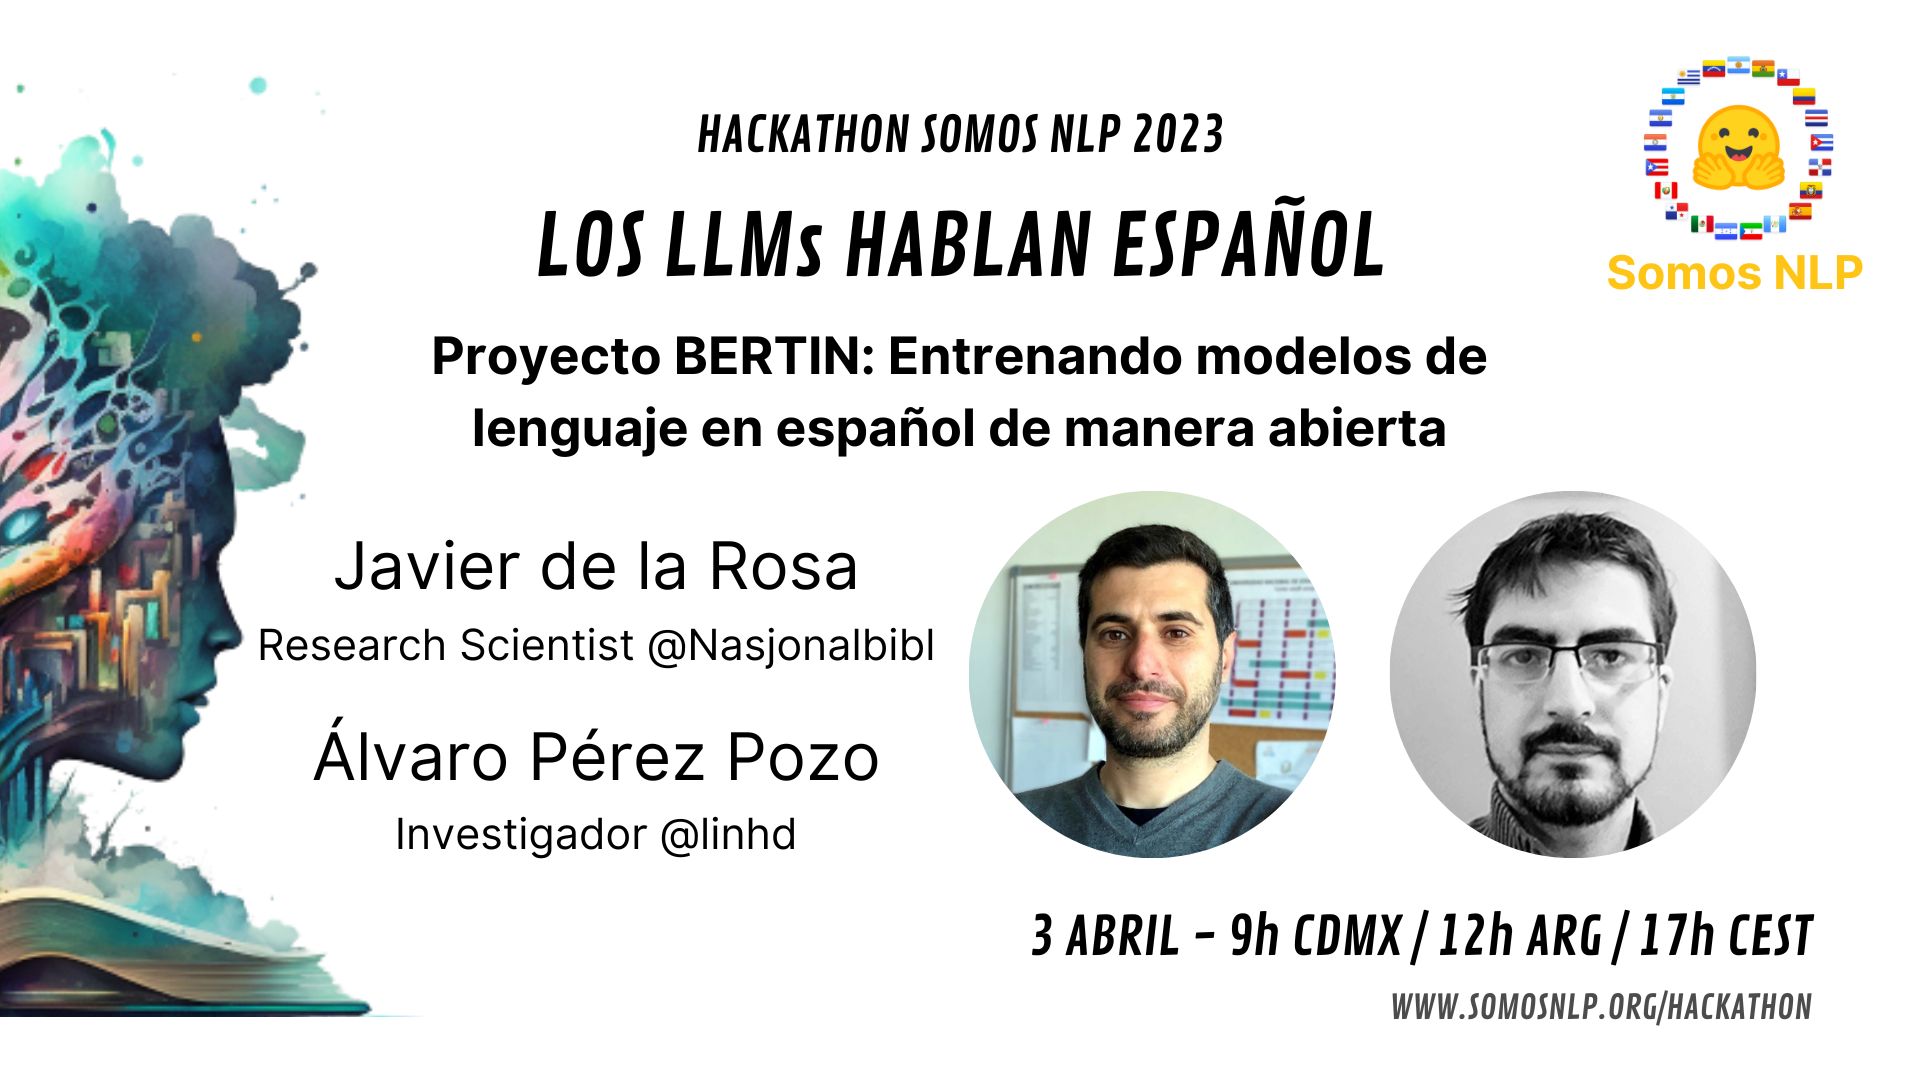 HACKATHON SOMOS NLP 2023
LOS LLMs HABLAN ESPAÑOL
Somos NLP
Proyecto BERTIN: Entrenando modelos de
lenguaje en español de manera abierta
Javier de la Rosa
Research Scientist @Nasjonalbibl
Álvaro Pérez Pozo
Investigador @linhd
3 ABRIL - 9h CDMX / 12h ARG / 17h CEST
WWW.SOMOSNLP.ORG/HACKATHON